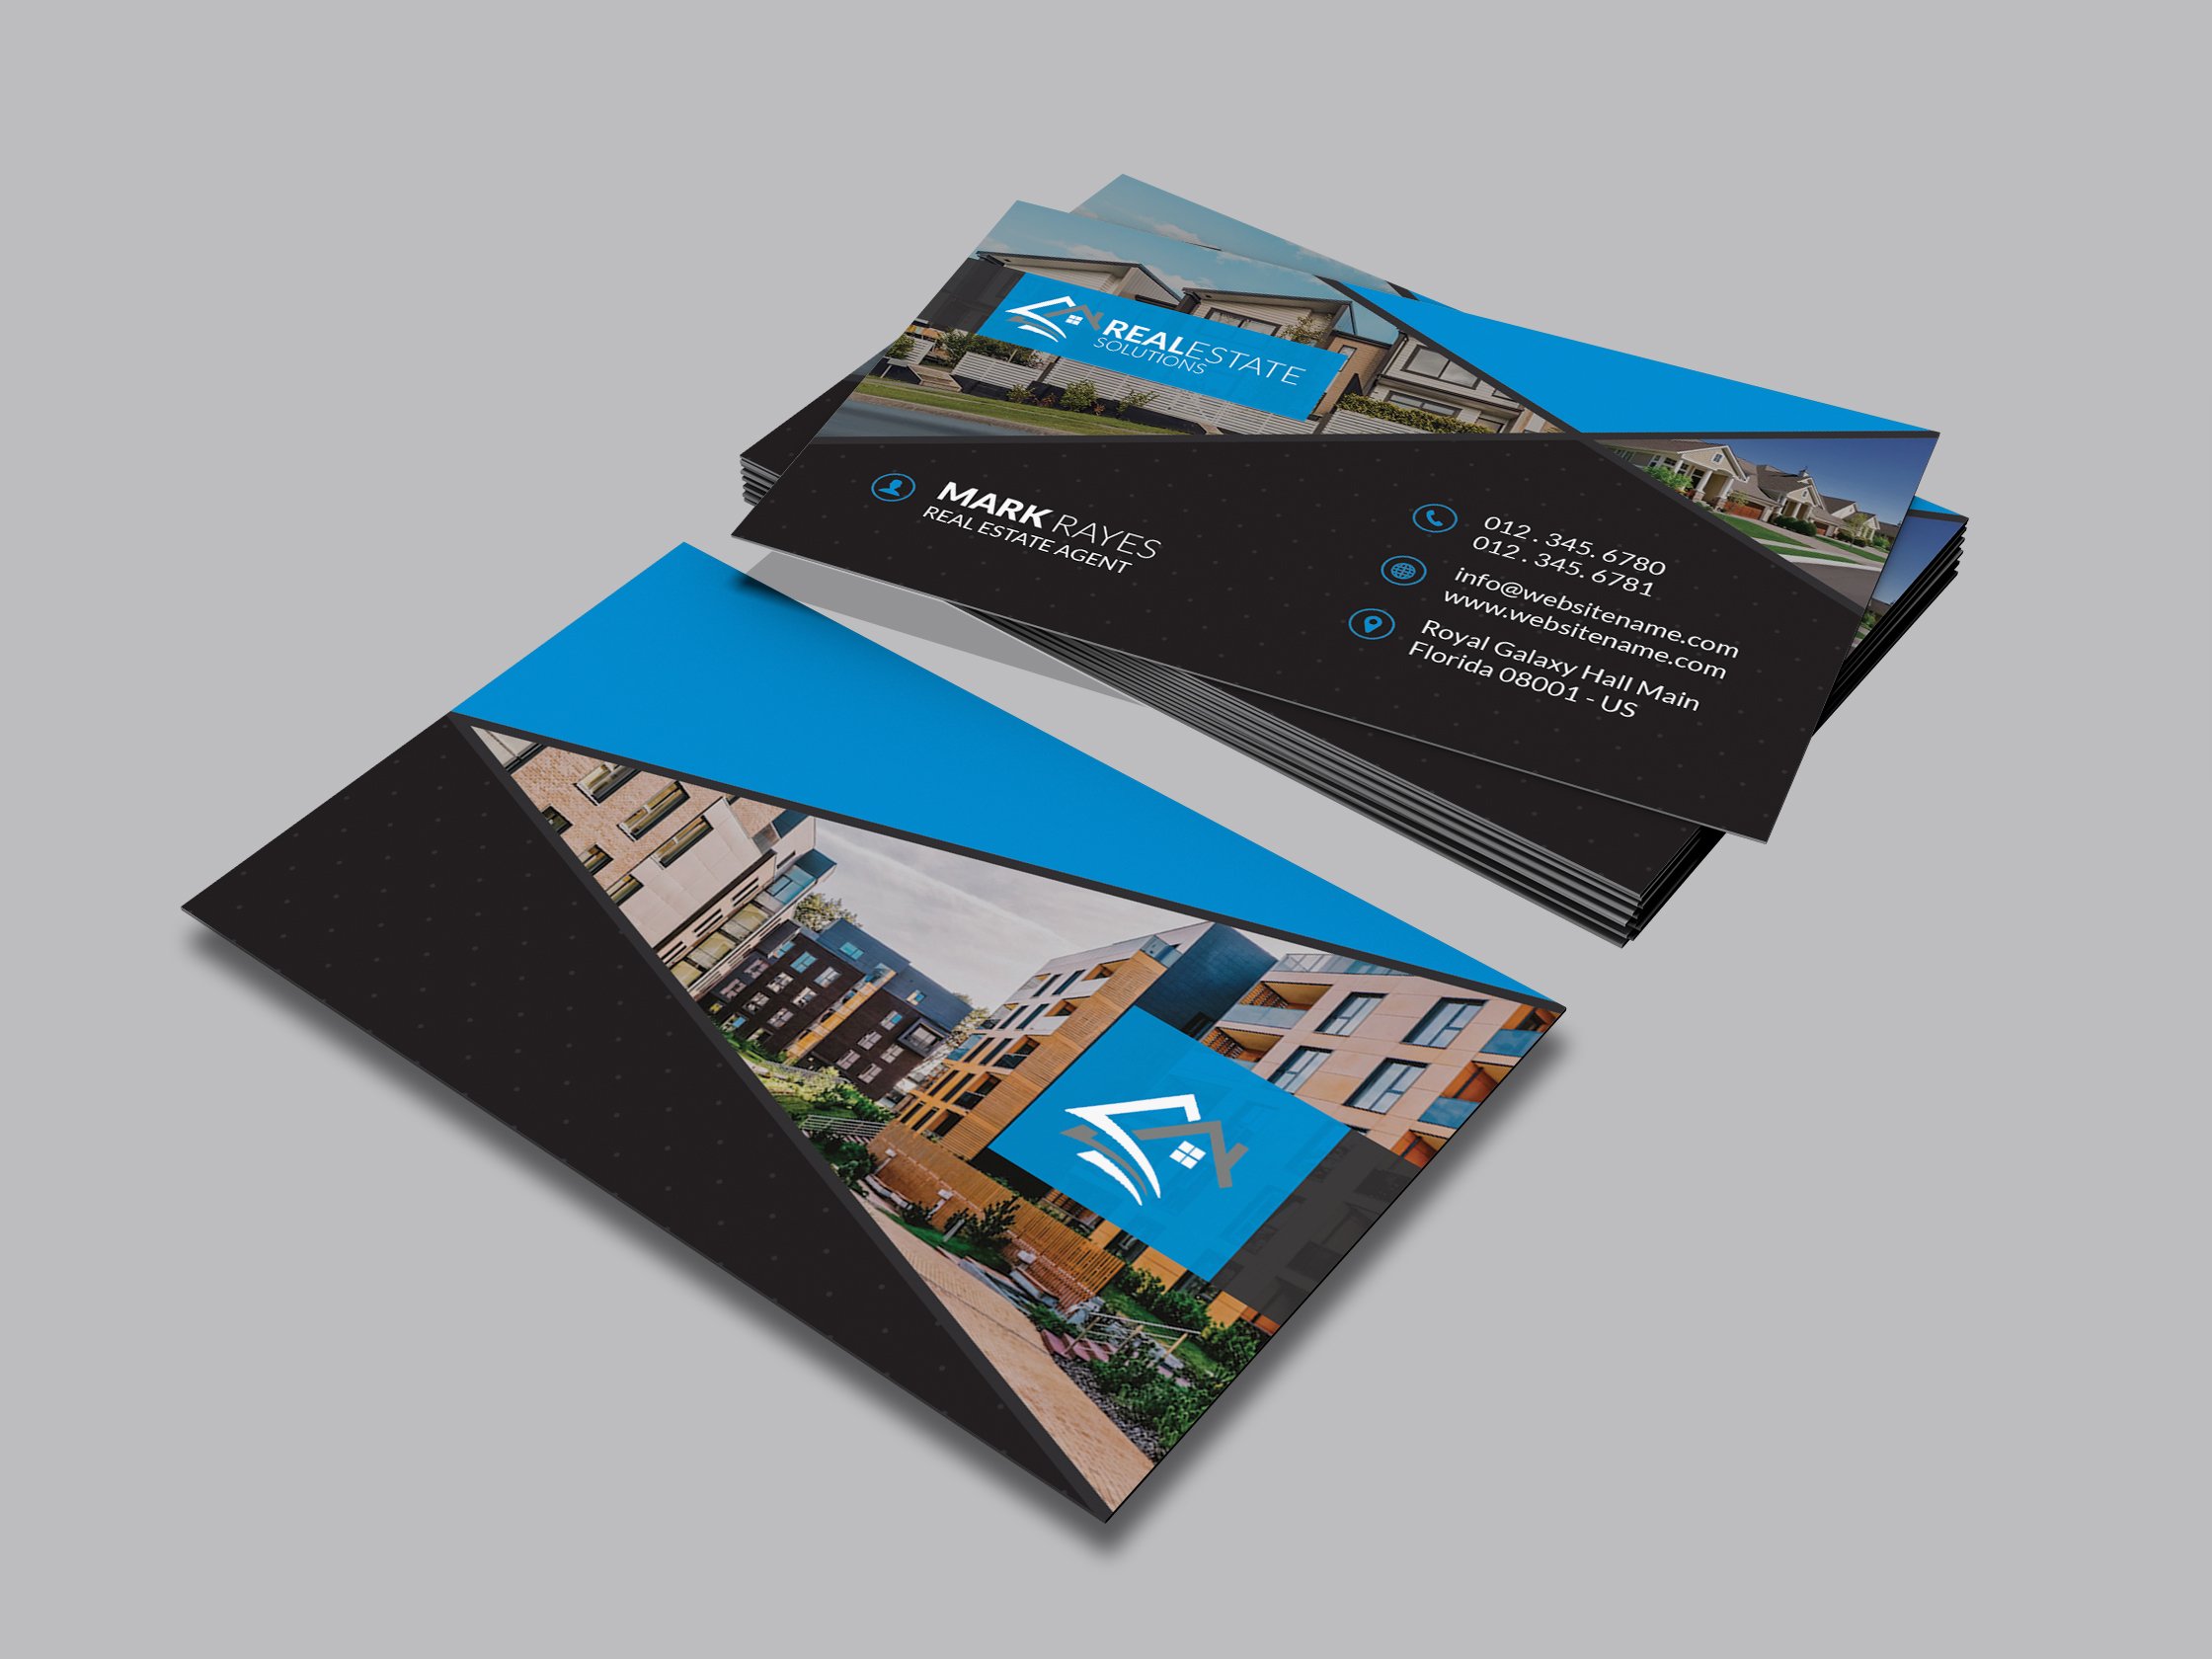 REALESTATE
SOLUTIONS
MARK RAYES
REAL ESTATE AGENT
012 . 345. 6780
012 . 345. 6781
info@websitename.com
www.websitename.com
Royal Galaxy Hall Main
Florida 08001 - US